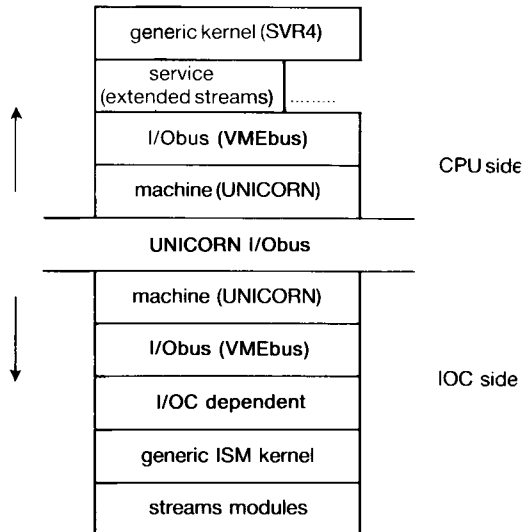 generic kernel (SVR4)
service
(extended streams) .........
I/Obus (VMEbus)
CPU side
machine (UNICORN)
UNICORN I/Obus
machine (UNICORN)
I/Obus (VMEbus)
IOC side
I/OC dependent
generic ISM kernel
streams modules